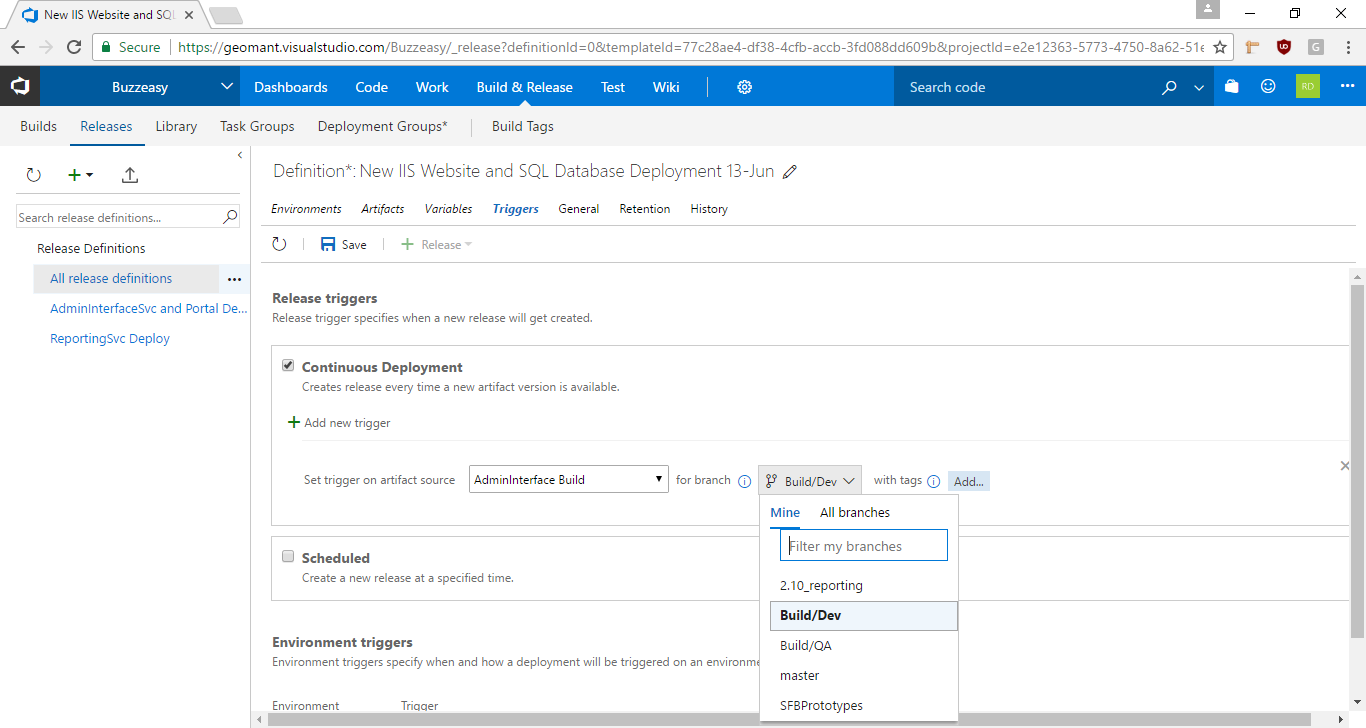 New IIS Website and SQL
Secure
https://geomant.visualstudio.com/Buzzeasy/_release?definitionId=0&templateId=77c28ae4-df38-4cfb-accb-3fd088dd609b&projectId=e2e12363-5773-4750-8a62-51e
Buzzeasy Dashboards Code Work Build & Release Test Wiki Search code RD
Builds Releases Library Task Groups Deployment Groups* Build Tags
Definition*: New IIS Website and SQL Database Deployment 13-Jun
Environments Artifacts Variables Triggers General Retention History
Search release definitions...
Save Release
Release Definitions
All release definitions
AdminInterfaceSvc and Portal De...
ReportingSvc Deploy
Release triggers
Release trigger specifies when a new release will get created.
Continuous Deployment
Creates release every time a new artifact version is available.
Add new trigger
Set trigger on artifact source AdminInterface Build for branch Build/Dev with tags Add...
Mine All branches
Filter my branches
2.10_reporting
Build/Dev
Build/QA
master
SFBPrototypes
Scheduled
Create a new release at a specified time.
Environment triggers
Environment triggers specify when and how a deployment will be triggered on an environme
Environment Trigger